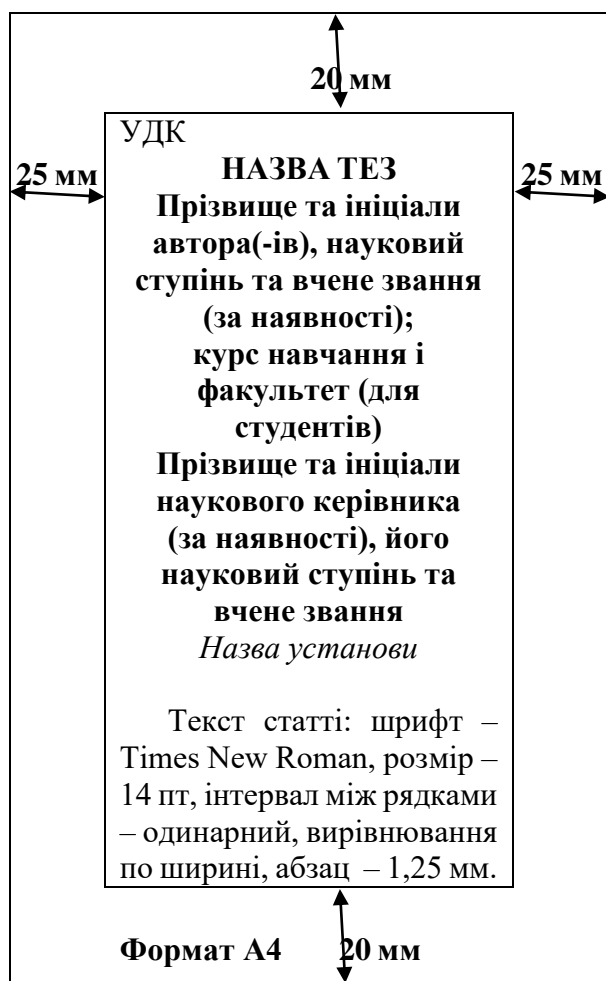 20 мм
УДК
25 мм
НАЗВА ТЕЗ
25 мм
Прізвище та ініціали
автора(-ів), науковий
ступінь та вчене звання
(за наявності);
курс навчання і
факультет (для
студентів)
Прізвище та ініціали
наукового керівника
(за наявності), його
науковий ступінь та
вчене звання
Назва установи
Текст статті: шрифт –
Times New Roman, розмір –
14 пт, інтервал між рядками
– одинарний, вирівнювання
по ширині, абзац – 1,25 мм.
Формат А4 20 мм